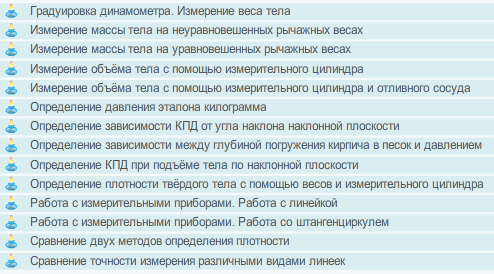 Градуировка динамометра. Измерение веса тела
Измерение массы тела на неуравновешенных рычажных весах
Измерение массы тела на уравновешенных рычажных весах
Измерение объёма тела с помощью измерительного цилиндра
Измерение объёма тела с помощью измерительного цилиндра и отливного сосуда
Определение давления эталона килограмма
Определение зависимости КПД от угла наклона наклонной плоскости
Определение зависимости между глубиной погружения кирпича в песок и давлением
Определение КПД при подъёме тела по наклонной плоскости
Определение плотности твёрдого тела с помощью весов и измерительного цилиндра
Работа с измерительными приборами. Работа с линейкой
Работа с измерительными приборами. Работа со штангенциркулем
Сравнение двух методов определения плотности
Сравнение точности измерения различными видами линеек